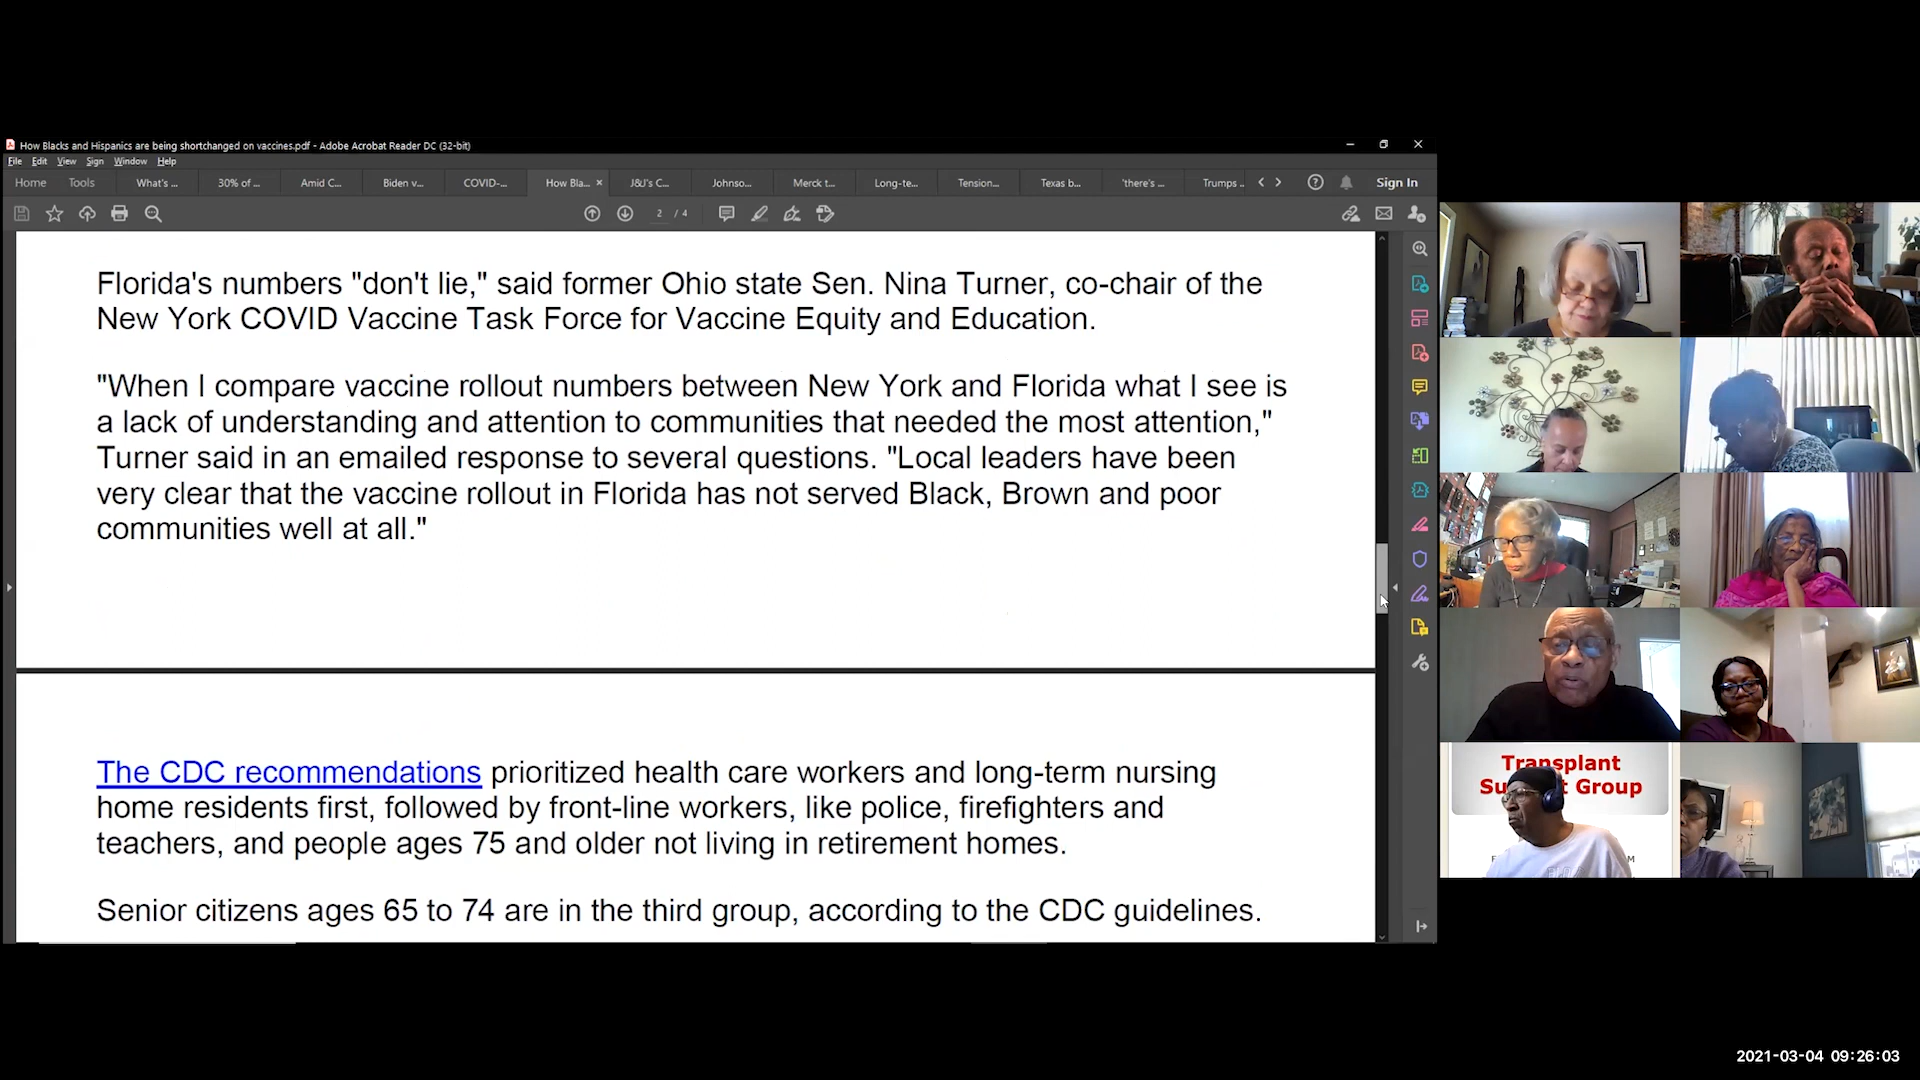 How Blacks and Hispanics are being shortchanged on vaccines.pdf - Adobe Acrobat Reader DC (32-bit)
File Edit View Sign Window Help
Home Tools What's ... 30% of ... Amid C... Biden v... COVID-... How Bla... × J&J's C... Johnso... Merck t... Long-te... Tension... Texas b... 'there's ... Trumps .. Sign In
2 / 4
Florida's numbers "don't lie," said former Ohio state Sen. Nina Turner, co-chair of the
New York COVID Vaccine Task Force for Vaccine Equity and Education.
"When I compare vaccine rollout numbers between New York and Florida what I see is
a lack of understanding and attention to communities that needed the most attention,"
Turner said in an emailed response to several questions. "Local leaders have been
very clear that the vaccine rollout in Florida has not served Black, Brown and poor
communities well at all."
The CDC recommendations prioritized health care workers and long-term nursing
home residents first, followed by front-line workers, like police, firefighters and
teachers, and people ages 75 and older not living in retirement homes.
Senior citizens ages 65 to 74 are in the third group, according to the CDC guidelines.
Transplant
Group
2021-03-04 09:26:03